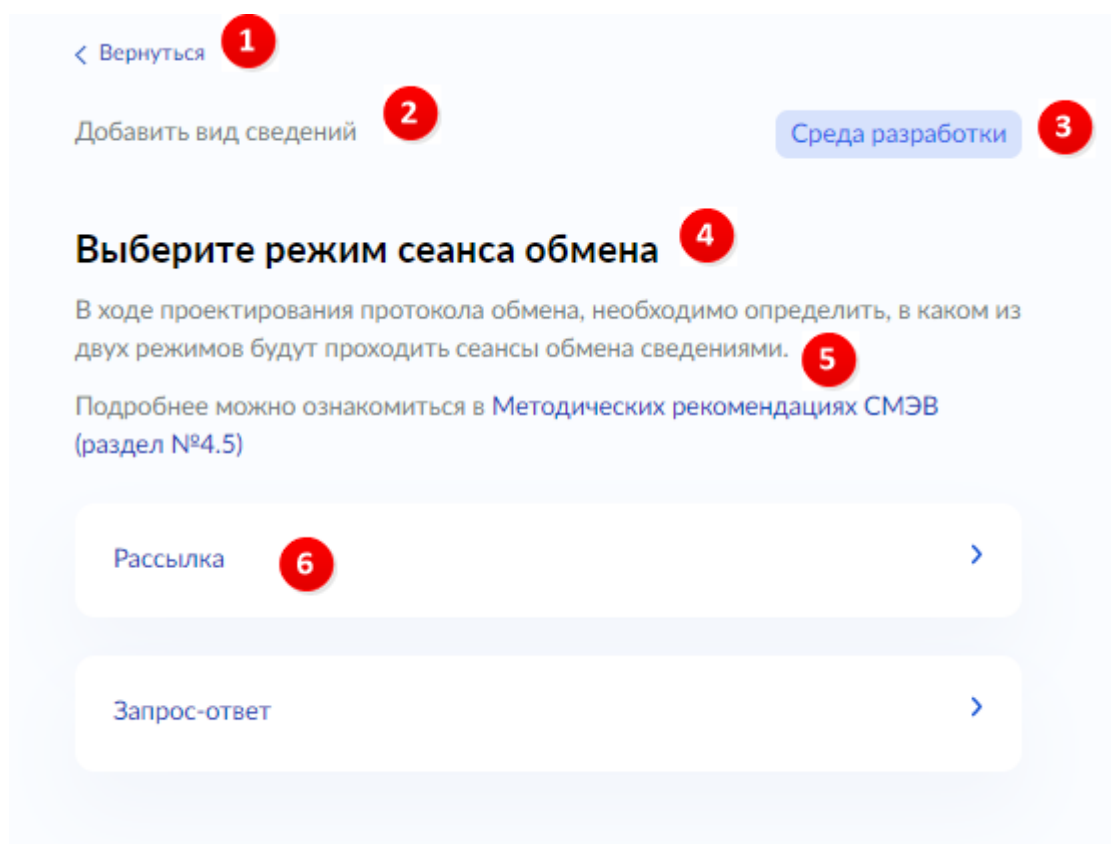 Вернуться 1
Добавить вид сведений 2
Среда разработки 3
Выберите режим сеанса обмена 4
В ходе проектирования протокола обмена, необходимо определить, в каком из
двух режимов будут проходить сеансы обмена сведениями. 5
Подробнее можно ознакомиться в Методических рекомендациях СМЭВ
(раздел №4.5)
Рассылка 6
Запрос-ответ